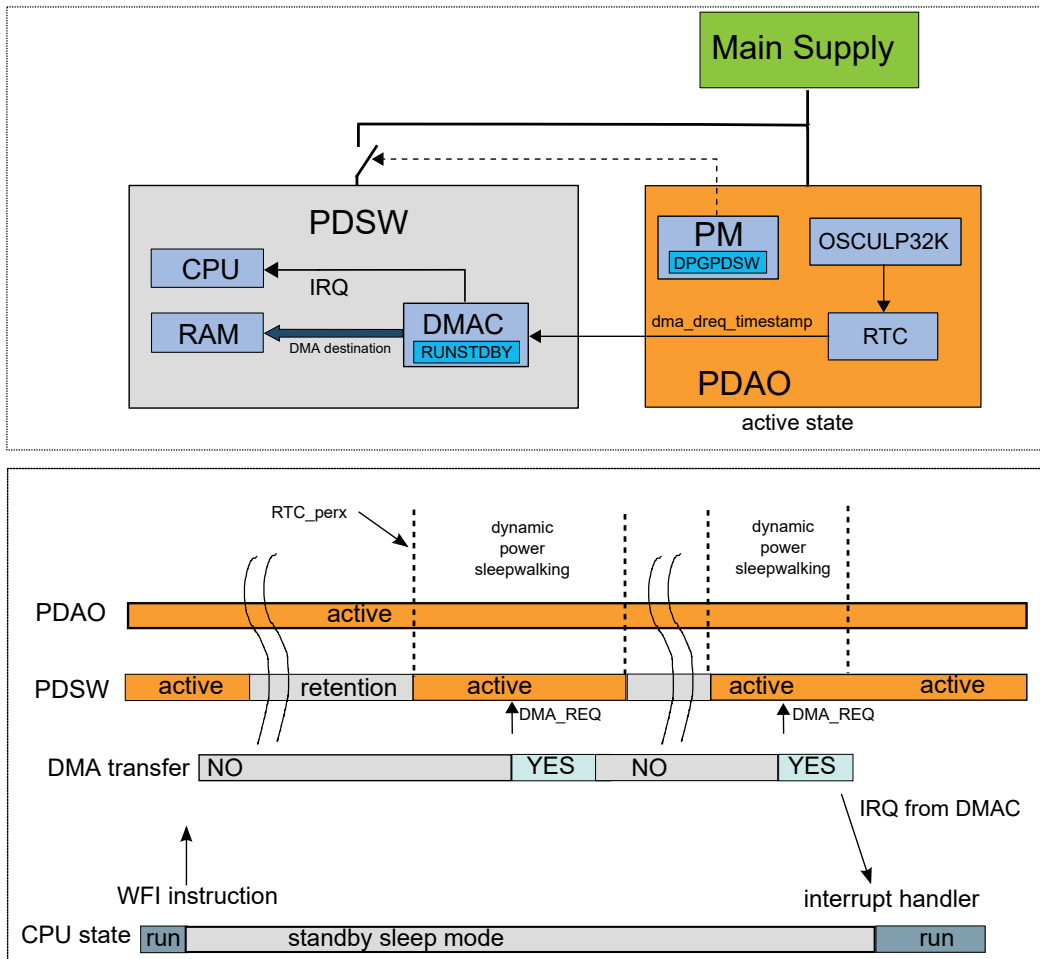 Main Supply
PDSW
PM
DPGPDSW
OSCULP32K
CPU
IRQ
RAM
DMA destination
DMAC
RUNSTDBY
dma_dreq_timestamp
RTC
PDAO
active state
RTC_perx
dynamic
power
sleepwalking
dynamic
power
sleepwalking
PDAO
active
PDSW
active
retention
active
active
active
DMA_REQ
DMA_REQ
DMA transfer
NO
YES
NO
YES
IRQ from DMAC
WFI instruction
interrupt handler
CPU state
run
standby sleep mode
run